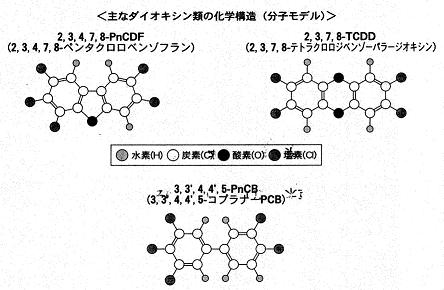 <主なダイオキシン類の化学構造(分子モデル)>
2, 3, 4, 7, 8-PnCDF
(2, 3, 4, 7, 8-ペンタクロロベンゾフラン)
2, 3, 7, 8-TCDD
(2, 3, 7, 8-テトラクロロジベンゾーパラージオキシン)
水素(H) 炭素(C) 酸素(O) 塩素(Cl)
3, 3', 4, 4', 5-PnCB
(3, 3', 4, 4', 5-コプラナーPCB)